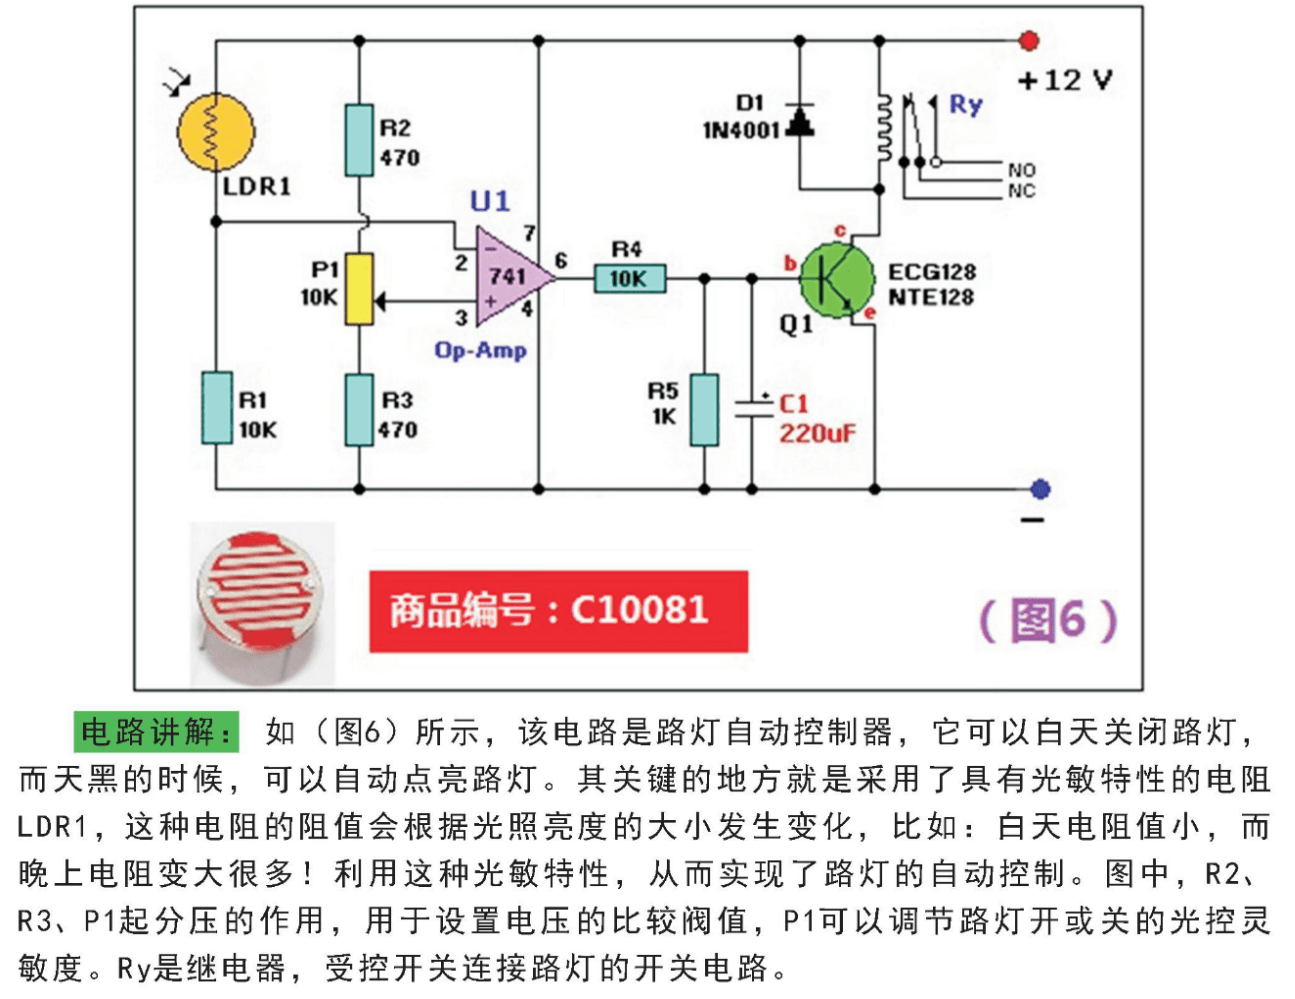 +12 V
D1
1N4001
Ry
R2
470
LDR1
NO
NC
U1
7
2
741
6
3
4
Op-Amp
P1
10K
R4
10K
c
b
e
ECG128
NTE128
Q1
R1
10K
R3
470
R5
1K
+
C1
220uF
−
商品编号：C10081
（图6）
电路讲解： 如（图6）所示，该电路是路灯自动控制器，它可以白天关闭路灯，
而天黑的时候，可以自动点亮路灯。其关键的地方就是采用了具有光敏特性的电阻
LDR1，这种电阻的阻值会根据光照亮度的大小发生变化，比如：白天电阻值小，而
晚上电阻变大很多！利用这种光敏特性，从而实现了路灯的自动控制。图中，R2、
R3、P1起分压的作用，用于设置电压的比较阀值，P1可以调节路灯开或关的光控灵
敏度。Ry是继电器，受控开关连接路灯的开关电路。